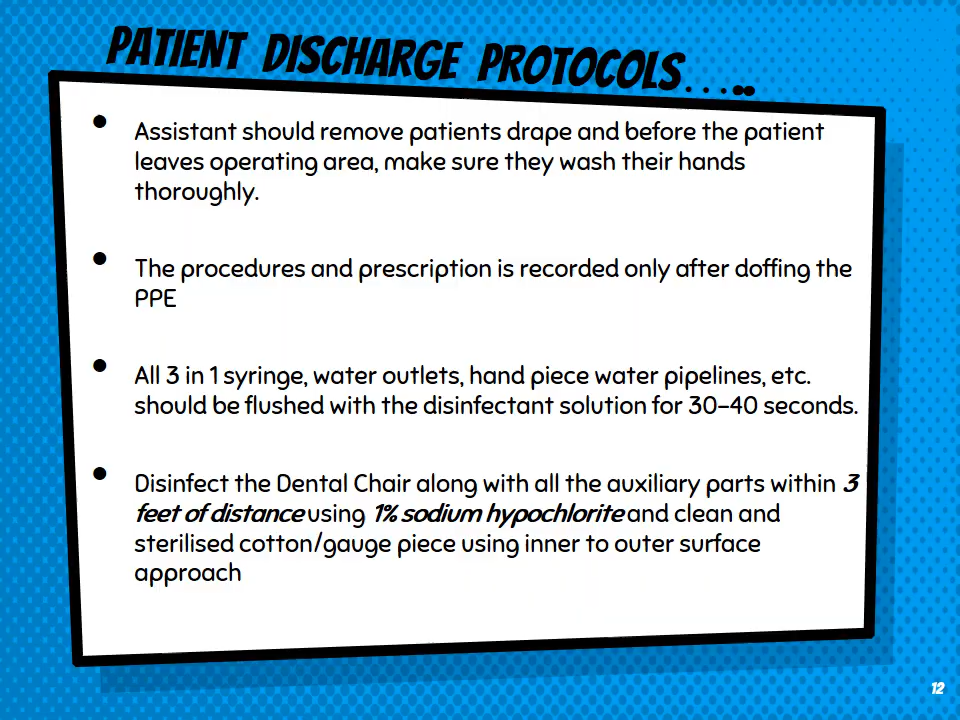 PATIENT DISCHARGE PROTOCOLS…..
• Assistant should remove patients drape and before the patient
leaves operating area, make sure they wash their hands
thoroughly.
• The procedures and prescription is recorded only after doffing the
PPE
• All 3 in 1 syringe, water outlets, hand piece water pipelines, etc.
should be flushed with the disinfectant solution for 30-40 seconds.
• Disinfect the Dental Chair along with all the auxiliary parts within 3
feet of distance using 1% sodium hypochlorite and clean and
sterilised cotton/gauge piece using inner to outer surface
approach
12